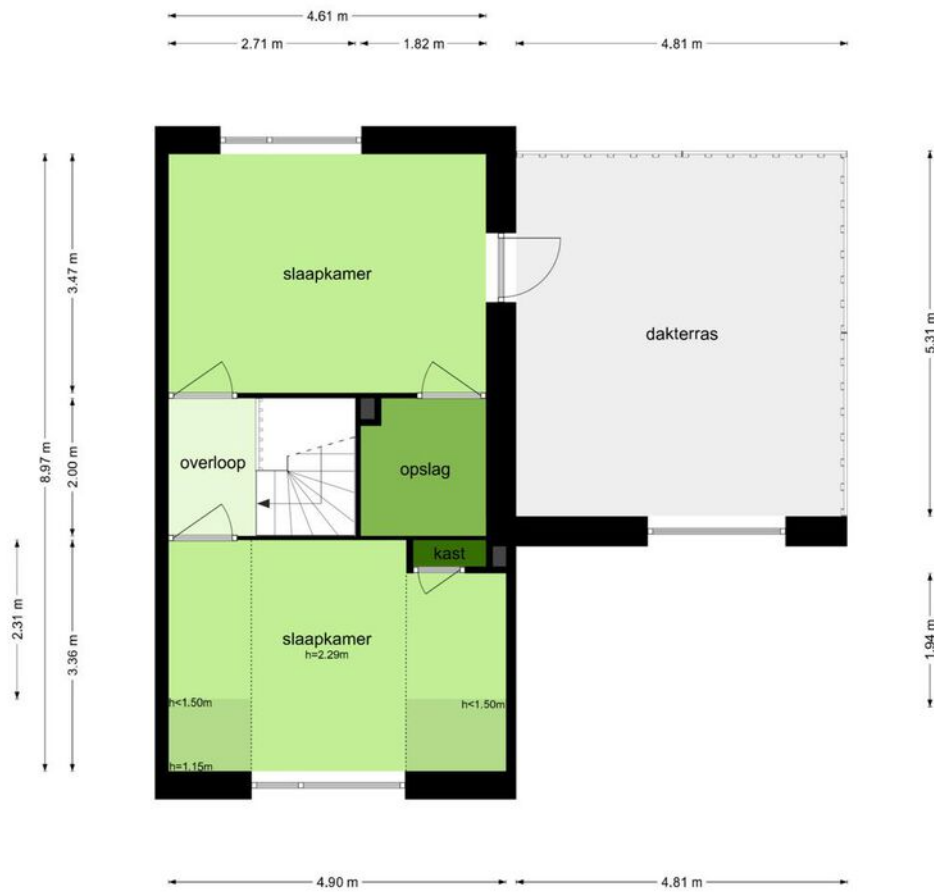 4.61 m
2.71 m
1.82 m
4.81 m
slaapkamer
3.47 m
8.97 m
2.00 m
2.31 m
3.36 m
dakterras
5.31 m
overloop
opslag
kast
slaapkamer
h=2.29m
h<1.50m
h<1.50m
h=1.15m
1.94 m
4.90 m
4.81 m